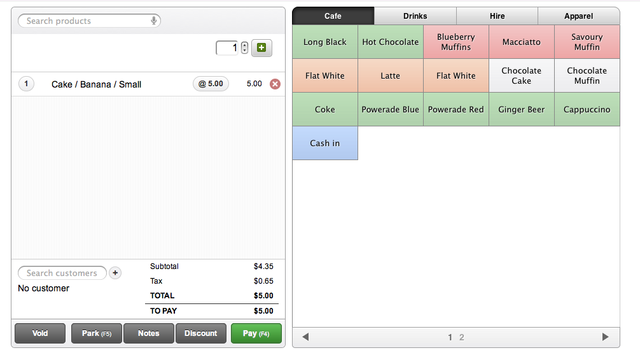 Search products
1
1 Cake / Banana / Small @ 5.00 5.00
Search customers
No customer
Subtotal $4.35
Tax $0.65
TOTAL $5.00
TO PAY $5.00
Void Park (F5) Notes Discount Pay (F4)
Cafe Drinks Hire Apparel
Long Black
Hot Chocolate
Blueberry
Muffins
Macciatto
Savoury
Muffin
Flat White
Latte
Flat White
Chocolate
Cake
Chocolate
Muffin
Coke
Powerade Blue
Powerade Red
Ginger Beer
Cappuccino
Cash in
1 2